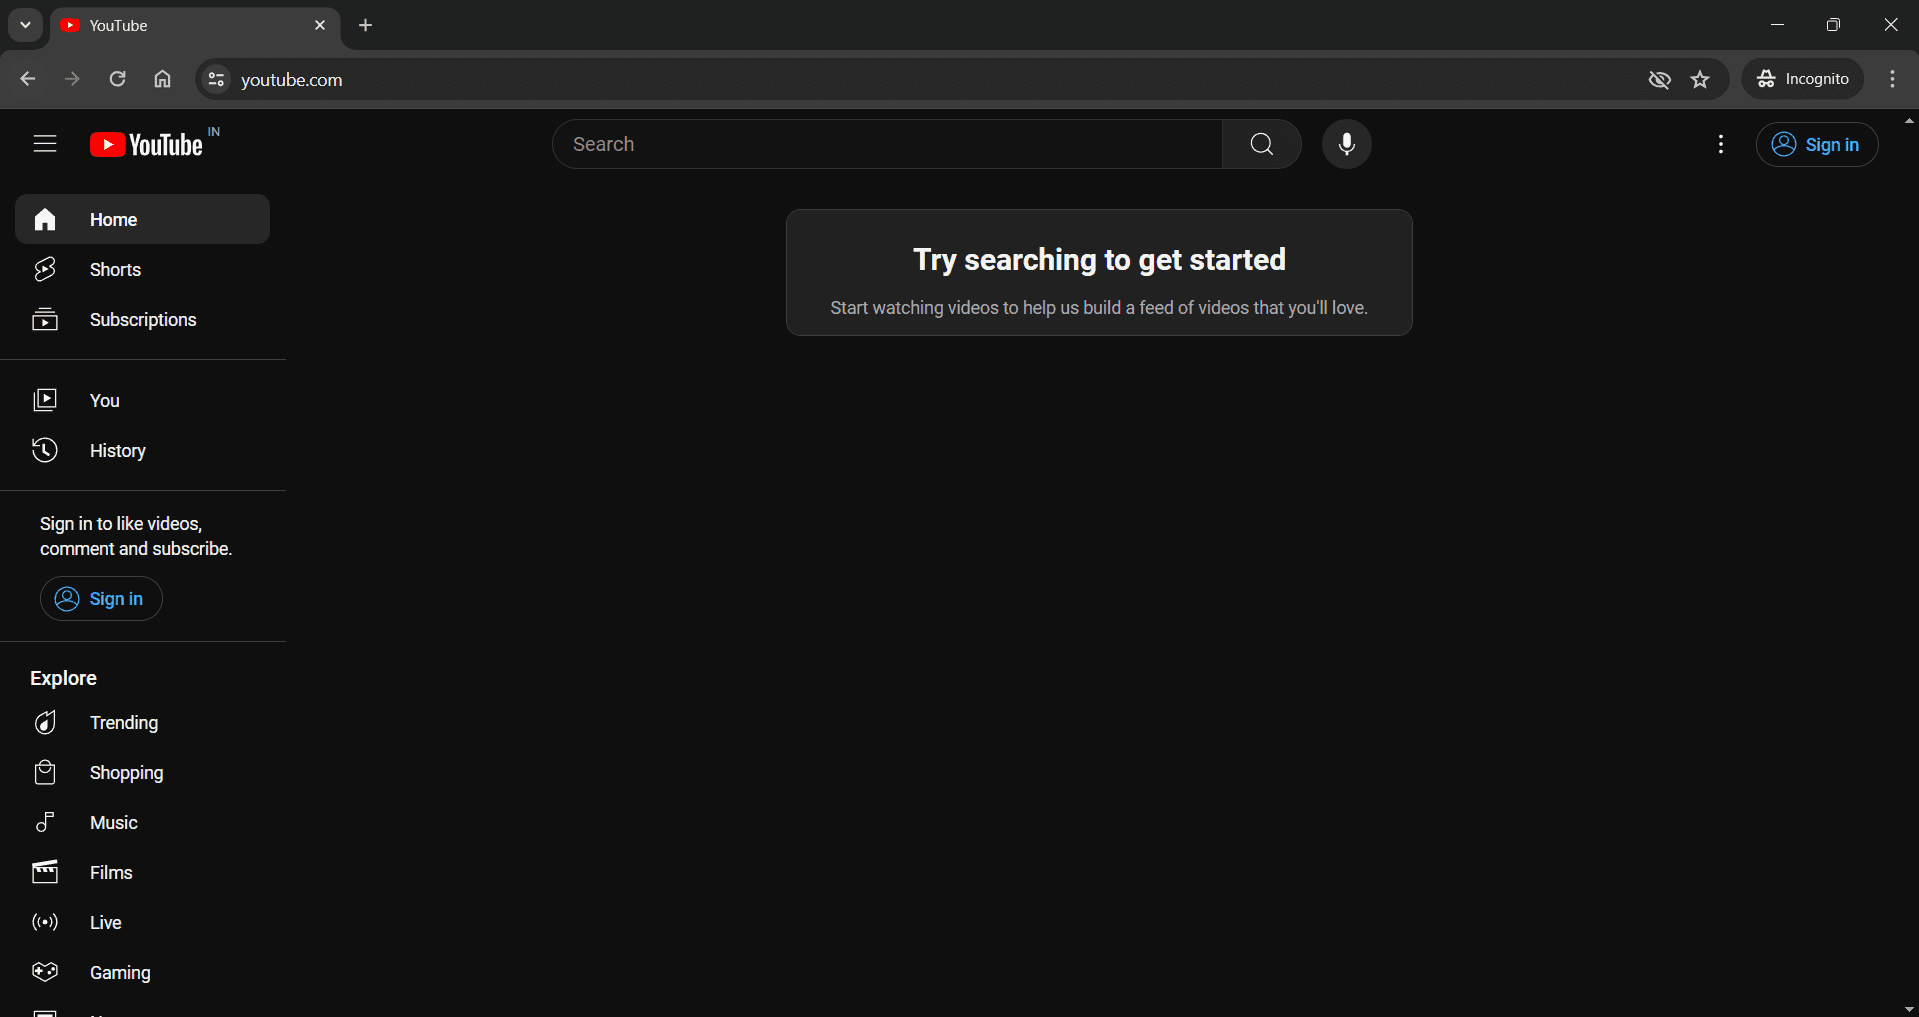 YouTube
youtube.com
Incognito
YouTube IN
Search
Sign in
Home
Shorts
Subscriptions
You
History
Sign in to like videos,
comment and subscribe.
Sign in
Explore
Trending
Shopping
Music
Films
Live
Gaming
Try searching to get started
Start watching videos to help us build a feed of videos that you'll love.